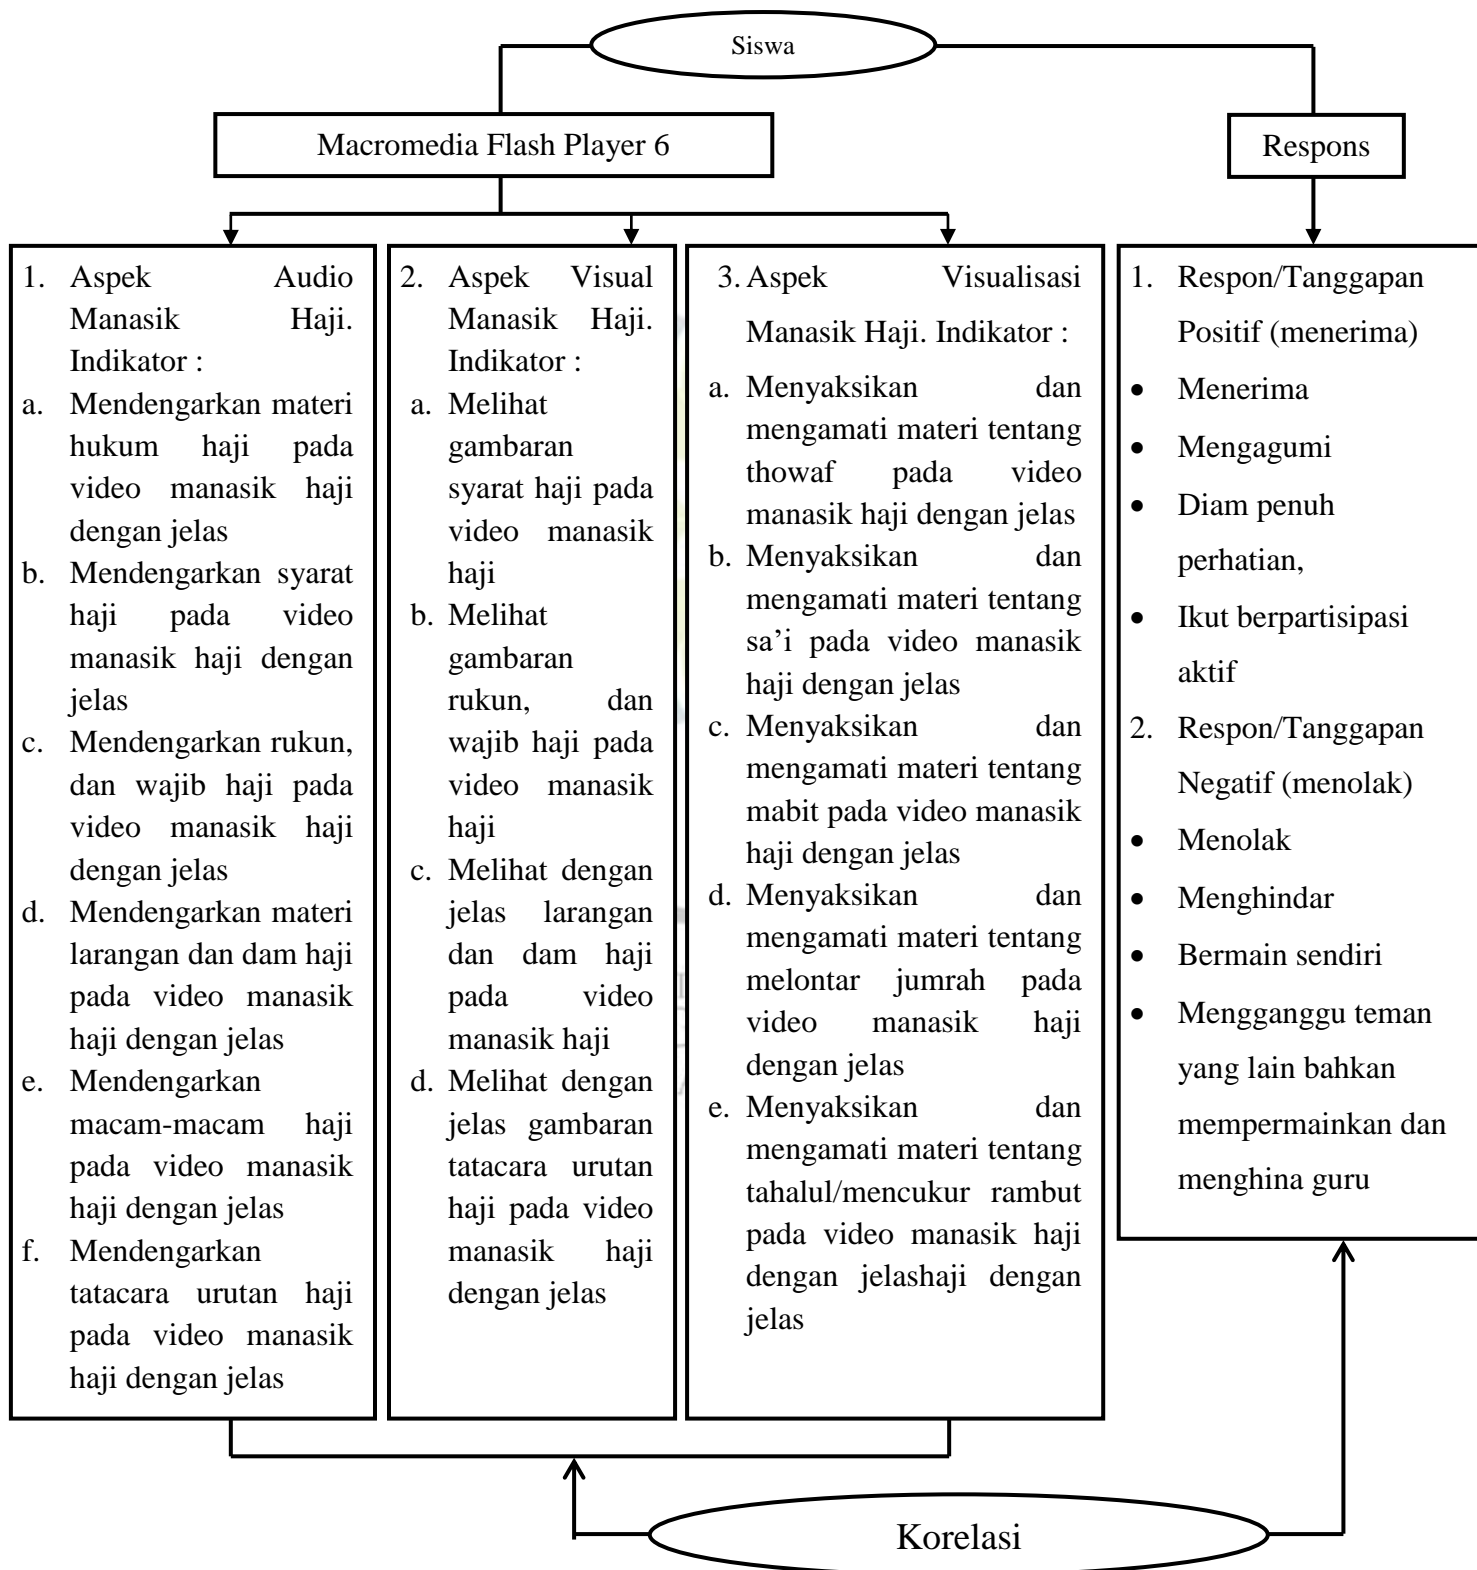 Siswa
Macromedia Flash Player 6
Respons
1. Aspek Audio
Manasik Haji.
Indikator :
a. Mendengarkan materi
hukum haji pada
video manasik haji
dengan jelas
b. Mendengarkan syarat
haji pada video
manasik haji dengan
jelas
c. Mendengarkan rukun,
dan wajib haji pada
video manasik haji
dengan jelas
d. Mendengarkan materi
larangan dan dam haji
pada video manasik
haji dengan jelas
e. Mendengarkan
macam-macam haji
pada video manasik
haji dengan jelas
f. Mendengarkan
tatacara urutan haji
pada video manasik
haji dengan jelas
2. Aspek Visual
Manasik Haji.
Indikator :
a. Melihat
gambaran
syarat haji pada
video manasik
haji
b. Melihat
gambaran
rukun, dan
wajib haji pada
video manasik
haji
c. Melihat dengan
jelas larangan
dan dam haji
pada video
manasik haji
d. Melihat dengan
jelas gambaran
tatacara urutan
haji pada video
manasik haji
dengan jelas
3. Aspek Visualisasi
Manasik Haji. Indikator :
a. Menyaksikan dan
mengamati materi tentang
thowaf pada video
manasik haji dengan jelas
b. Menyaksikan dan
mengamati materi tentang
sa’i pada video manasik
haji dengan jelas
c. Menyaksikan dan
mengamati materi tentang
mabit pada video manasik
haji dengan jelas
d. Menyaksikan dan
mengamati materi tentang
melontar jumrah pada
video manasik haji
dengan jelas
e. Menyaksikan dan
mengamati materi tentang
tahalul/mencukur rambut
pada video manasik haji
dengan jelashaji dengan
jelas
1. Respon/Tanggapan
Positif (menerima)
• Menerima
• Mengagumi
• Diam penuh
perhatian,
• Ikut berpartisipasi
aktif
2. Respon/Tanggapan
Negatif (menolak)
• Menolak
• Menghindar
• Bermain sendiri
• Mengganggu teman
yang lain bahkan
mempermainkan dan
menghina guru
Korelasi